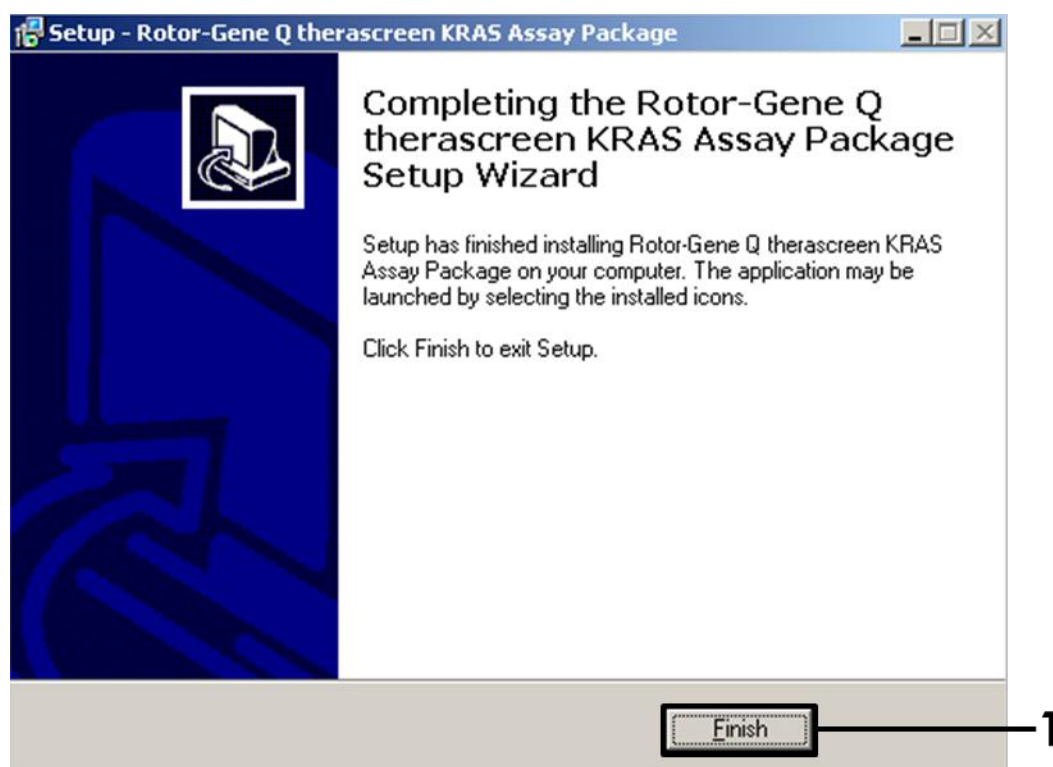 Setup - Rotor-Gene Q therascreen KRAS Assay Package
Completing the Rotor-Gene Q
therascreen KRAS Assay Package
Setup Wizard
Setup has finished installing Rotor-Gene Q therascreen KRAS
Assay Package on your computer. The application may be
launched by selecting the installed icons.
Click Finish to exit Setup.
Finish
1